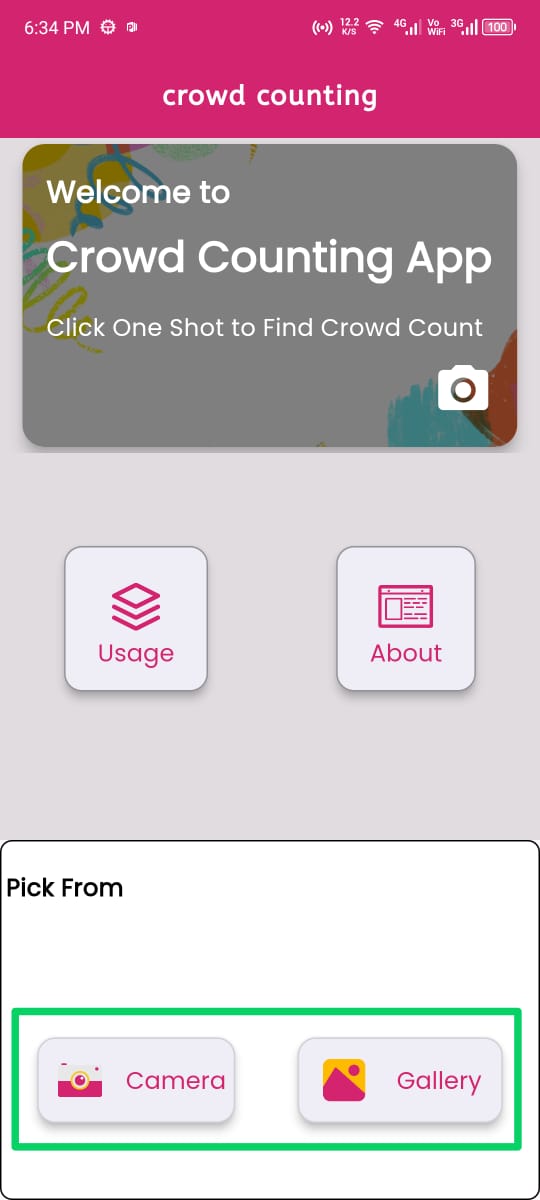 6:34 PM 12.2 K/S 4G Vo WiFi 3G 100
crowd counting
Welcome to
Crowd Counting App
Click One Shot to Find Crowd Count
Usage About
Pick From
Camera Gallery